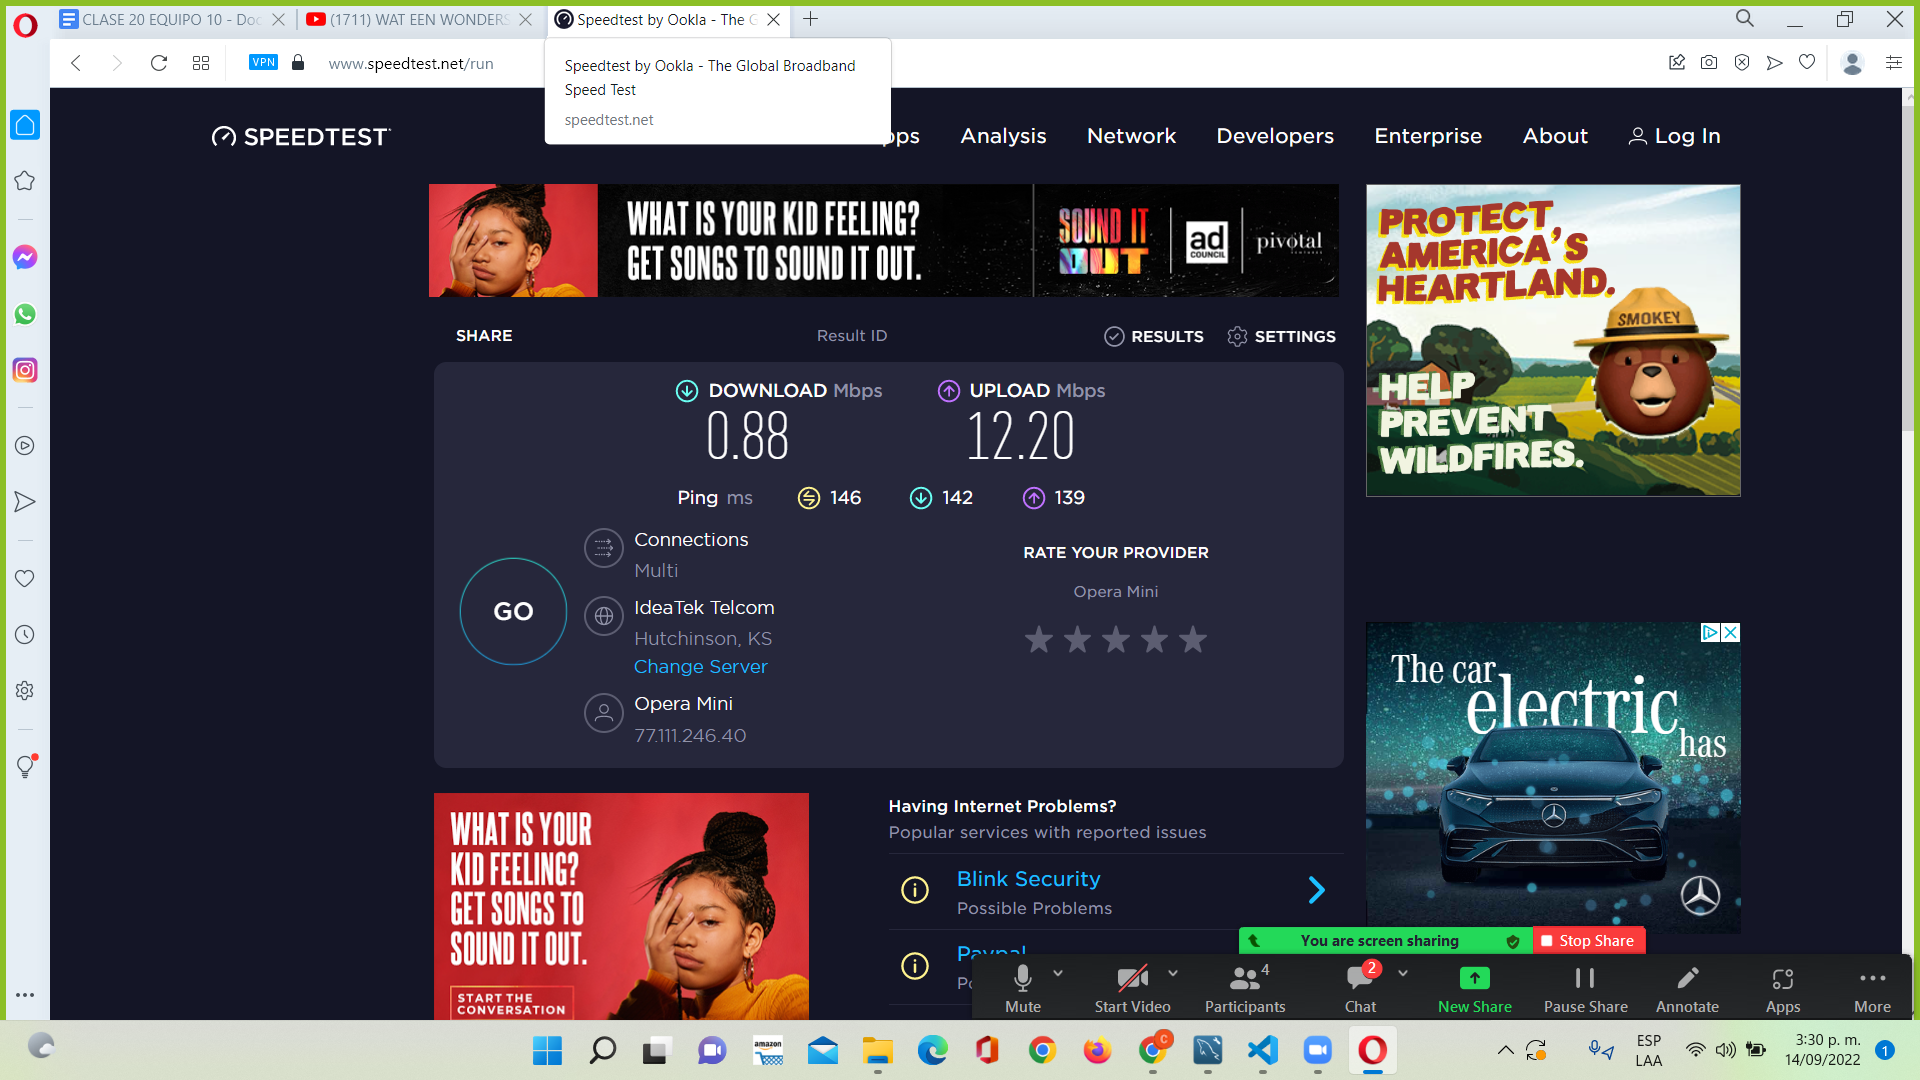 CLASE 20 EQUIPO 10 - Doc
(1711) WAT EEN WONDERS
Speedtest by Ookla - The G
VPN
www.speedtest.net/run
Speedtest by Ookla - The Global Broadband
Speed Test
speedtest.net
SPEEDTEST
Apps
Analysis
Network
Developers
Enterprise
About
Log In
WHAT IS YOUR KID FEELING?
GET SONGS TO SOUND IT OUT.
SOUND IT
OUT
ad
COUNCIL
pivotal
PROTECT
AMERICA'S
HEARTLAND.
SMOKEY
HELP
PREVENT
WILDFIRES.
SHARE
Result ID
RESULTS
SETTINGS
DOWNLOAD Mbps
0.88
UPLOAD Mbps
12.20
Ping ms
146
142
139
GO
Connections
Multi
IdeaTek Telcom
Hutchinson, KS
Change Server
Opera Mini
77.111.246.40
RATE YOUR PROVIDER
Opera Mini
The car
electric
has
WHAT IS YOUR
KID FEELING?
GET SONGS TO
SOUND IT OUT.
START THE
CONVERSATION
Having Internet Problems?
Popular services with reported issues
Blink Security
Possible Problems
Paypal
You are screen sharing
Stop Share
Mute
Start Video
4
Participants
2
Chat
New Share
Pause Share
Annotate
Apps
More
amazon
C
ESP
LAA
3:30 p. m.
14/09/2022
1